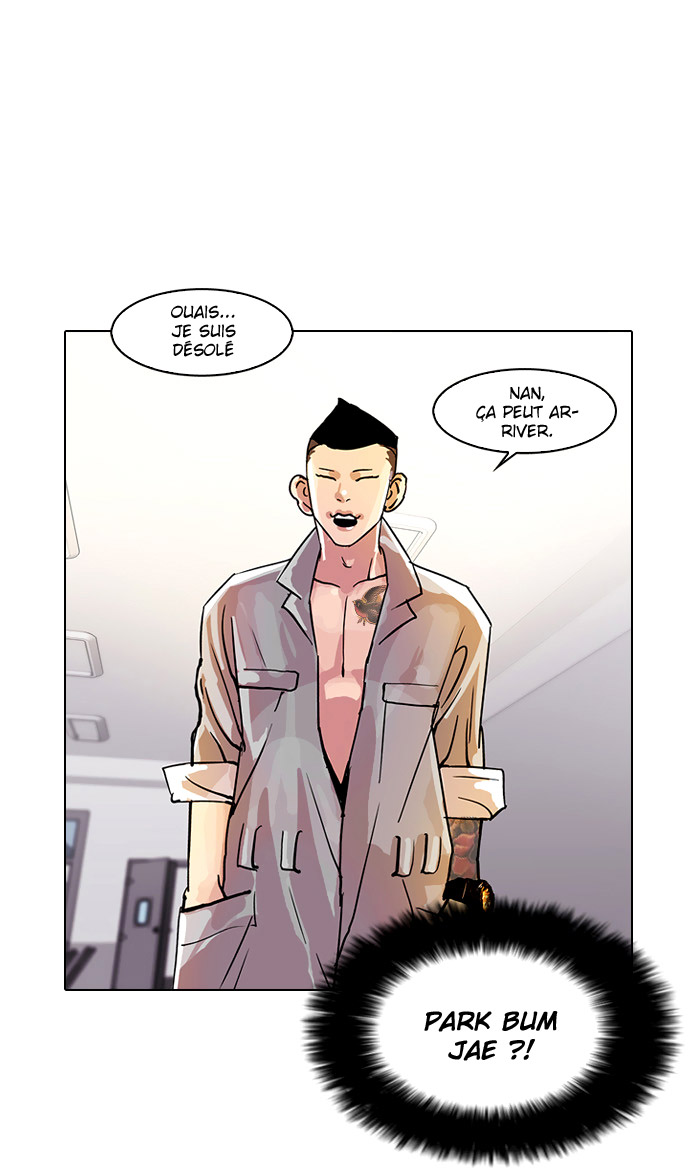 OUAIS...
JE SUIS
DÉSOLÉ
NAN,
ÇA PEUT AR-
RIVER.
PARK BUM
JAE ?!